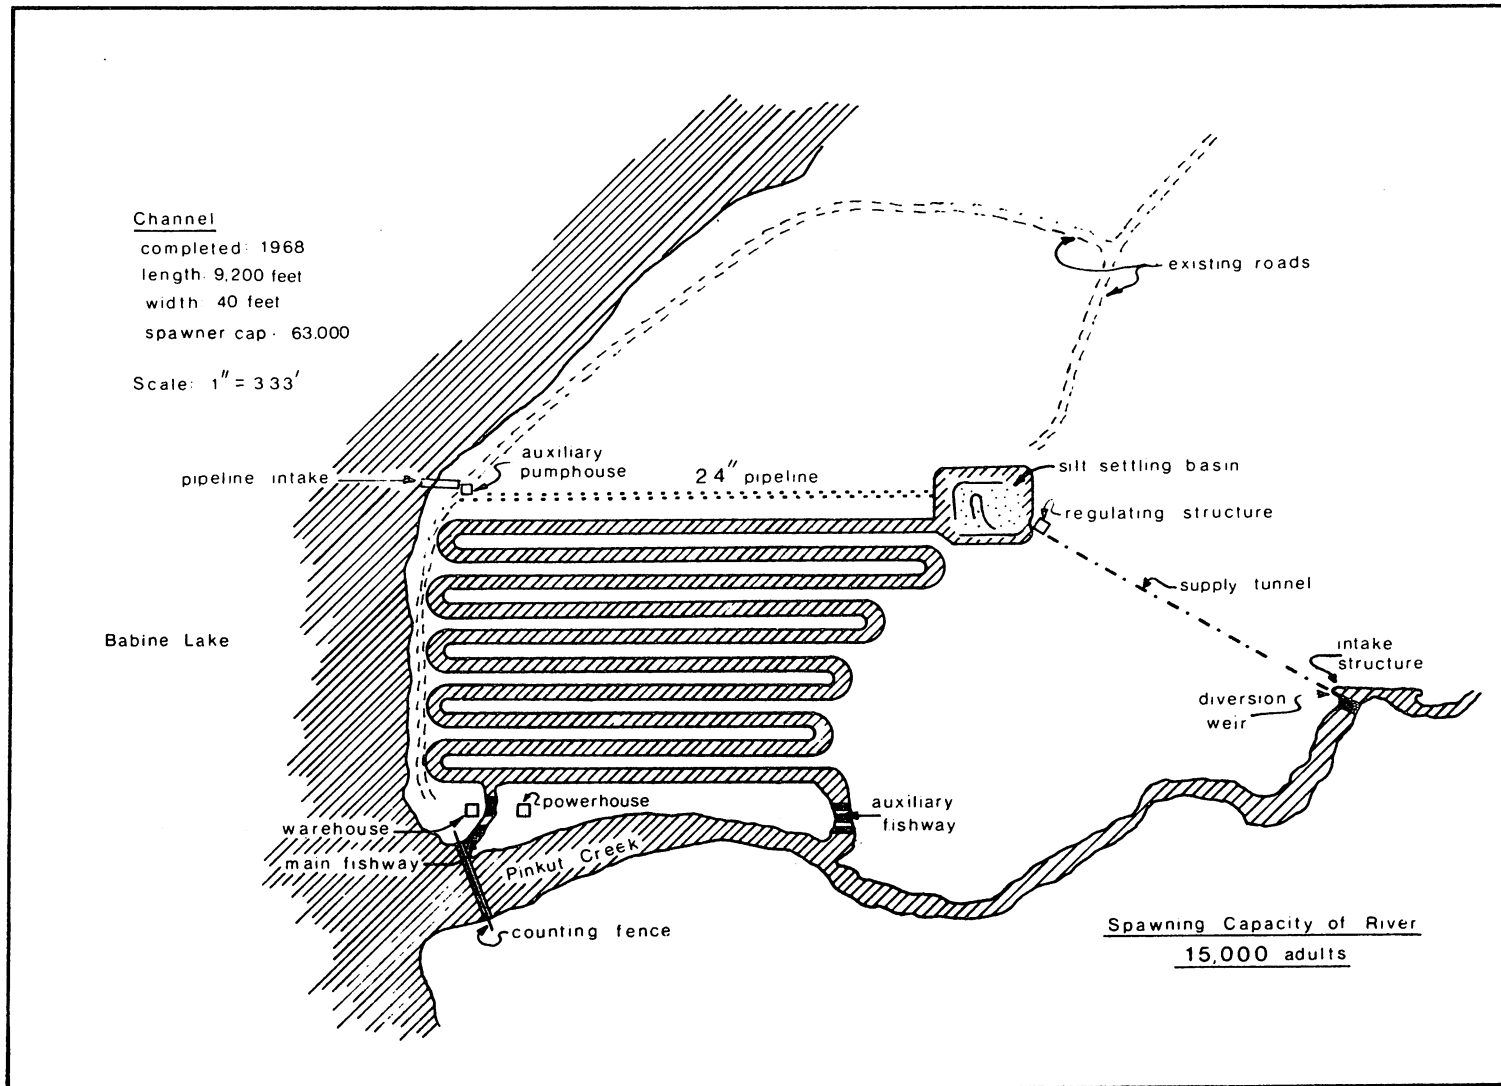 Channel
completed: 1968
length: 9,200 feet
width 40 feet
spawner cap. 63,000
Scale: 1" = 333'
existing roads
auxiliary
pumphouse
pipeline intake
24" pipeline
silt settling basin
regulating structure
supply tunnel
Babine Lake
intake
structure
diversion
weir
powerhouse
auxiliary
fishway
warehouse
main fishway
Pinkut Creek
counting fence
Spawning Capacity of River
15,000 adults